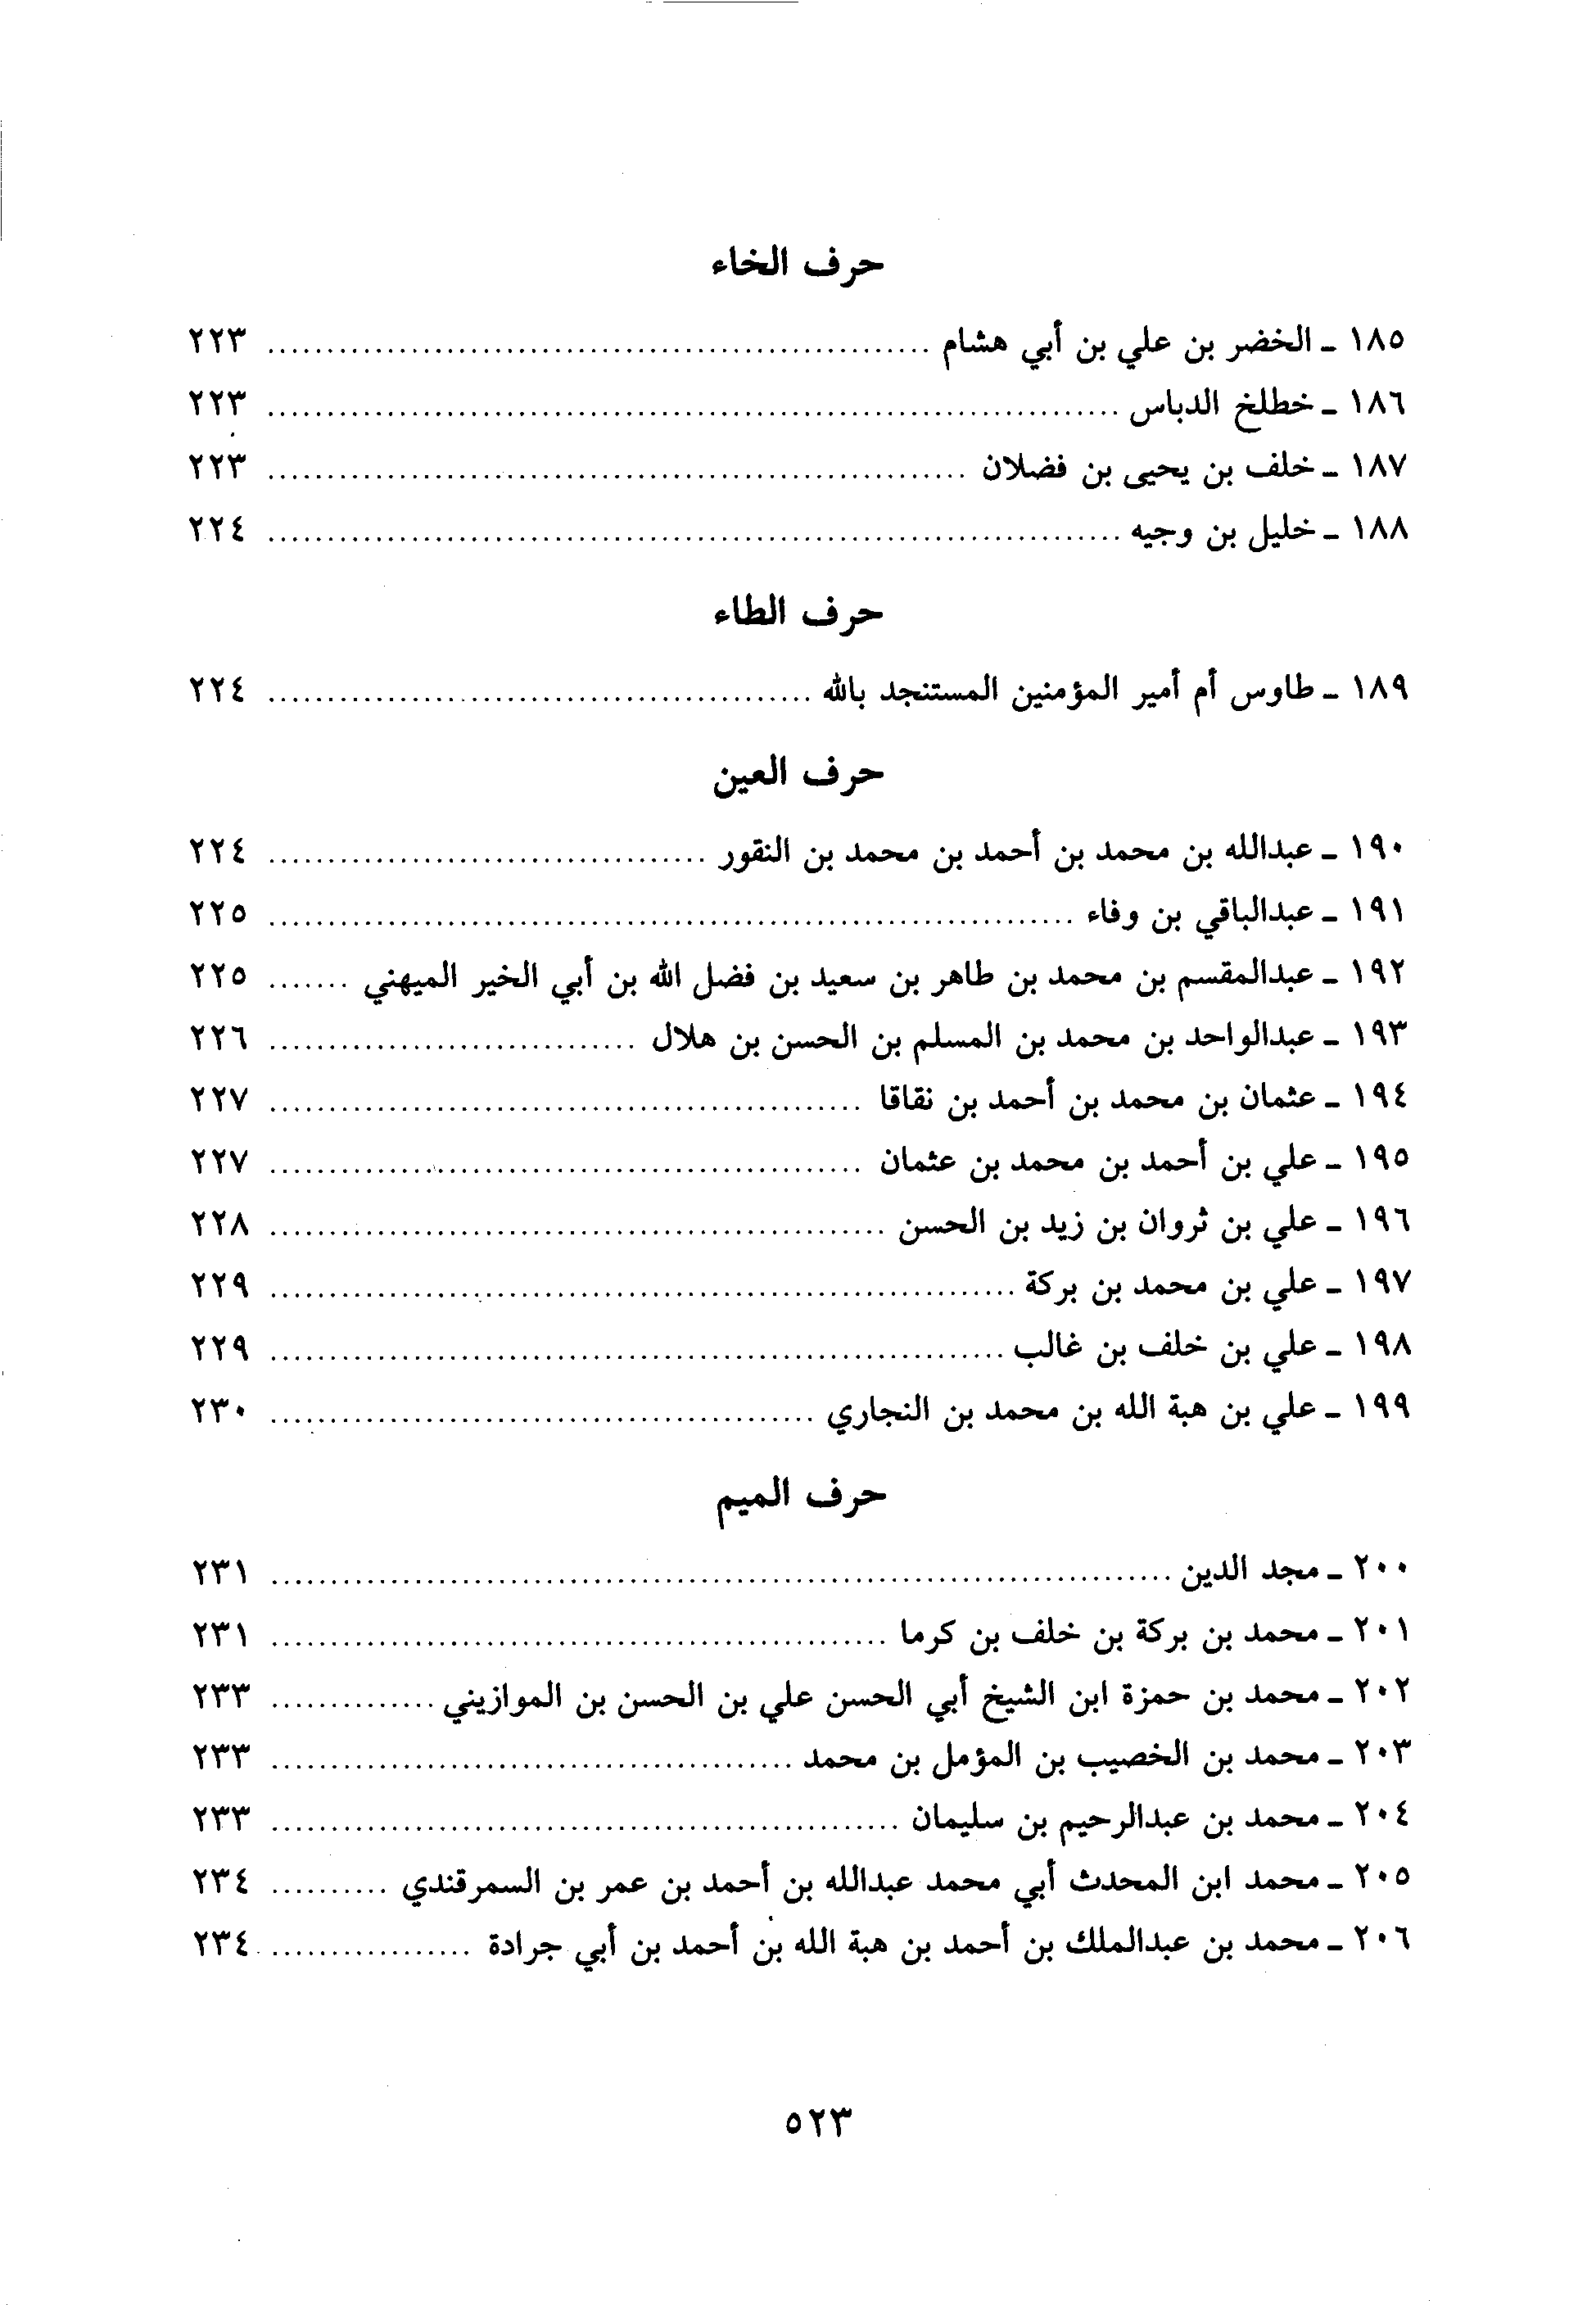 حرف الخاء
١٨٥ ـ الخضر بن علي بن أبي هشام ........................................................ ٢٢٣
١٨٦ ـ خطلخ الدباس ........................................................................ ٢٢٣
١٨٧ ـ خلف بن يحيى بن فضلان ........................................................... ٢٢٣
١٨٨ ـ خليل بن وجيه ........................................................................ ٢٢٤
حرف الطاء
١٨٩ ـ طاوس أم أمير المؤمنين المستنجد بالله .............................................. ٢٢٤
حرف العين
١٩٠ ـ عبدالله بن محمد بن أحمد بن محمد بن النقور ..................................... ٢٢٤
١٩١ ـ عبدالباقي بن وفاء .................................................................... ٢٢٥
١٩٢ ـ عبدالمقسم بن محمد بن طاهر بن سعيد بن فضل الله بن أبي الخير الميهني ....... ٢٢٥
١٩٣ ـ عبدالواحد بن محمد بن المسلم بن الحسن بن هلال ............................... ٢٢٦
١٩٤ ـ عثمان بن محمد بن أحمد بن نقاقا .................................................. ٢٢٧
١٩٥ ـ علي بن أحمد بن محمد بن عثمان .................................................. ٢٢٧
١٩٦ ـ علي بن ثروان بن زيد بن الحسن .................................................... ٢٢٨
١٩٧ ـ علي بن محمد بن بركة ............................................................... ٢٢٩
١٩٨ ـ علي بن خلف بن غالب .............................................................. ٢٢٩
١٩٩ ـ علي بن هبة الله بن محمد بن النجاري .............................................. ٢٣٠
حرف الميم
٢٠٠ ـ مجد الدين ............................................................................ ٢٣١
٢٠١ ـ محمد بن بركة بن خلف بن كرما .................................................... ٢٣١
٢٠٢ ـ محمد بن حمزة ابن الشيخ أبي الحسن علي بن الحسن بن الموازيني .............. ٢٣٣
٢٠٣ ـ محمد بن الخصيب بن المؤمل بن محمد ............................................ ٢٣٣
٢٠٤ ـ محمد بن عبدالرحيم بن سليمان ..................................................... ٢٣٣
٢٠٥ ـ محمد ابن المحدث أبي محمد عبدالله بن أحمد بن عمر بن السمرقندي .......... ٢٣٤
٢٠٦ ـ محمد بن عبدالملك بن أحمد بن هبة الله بن أحمد بن أبي جرادة ................. ٢٣٤
٥٢٣